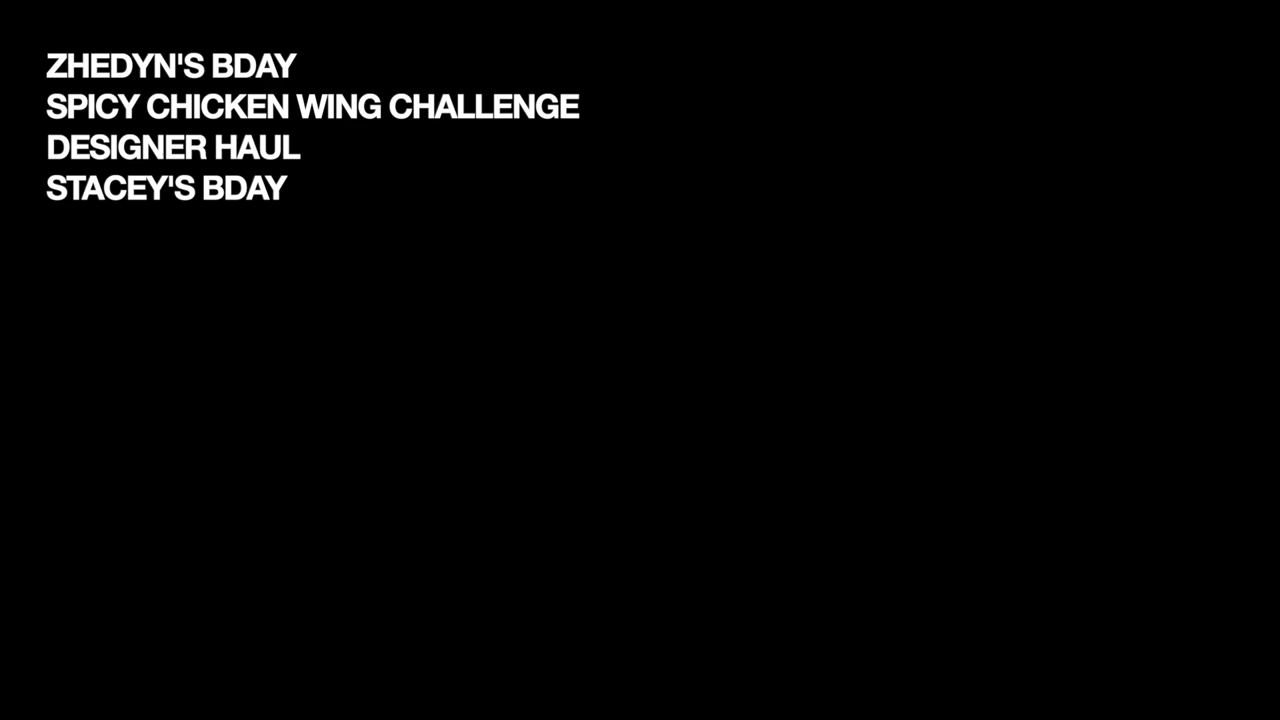 ZHEDYN'S BDAY
SPICY CHICKEN WING CHALLENGE
DESIGNER HAUL
STACEY'S BDAY